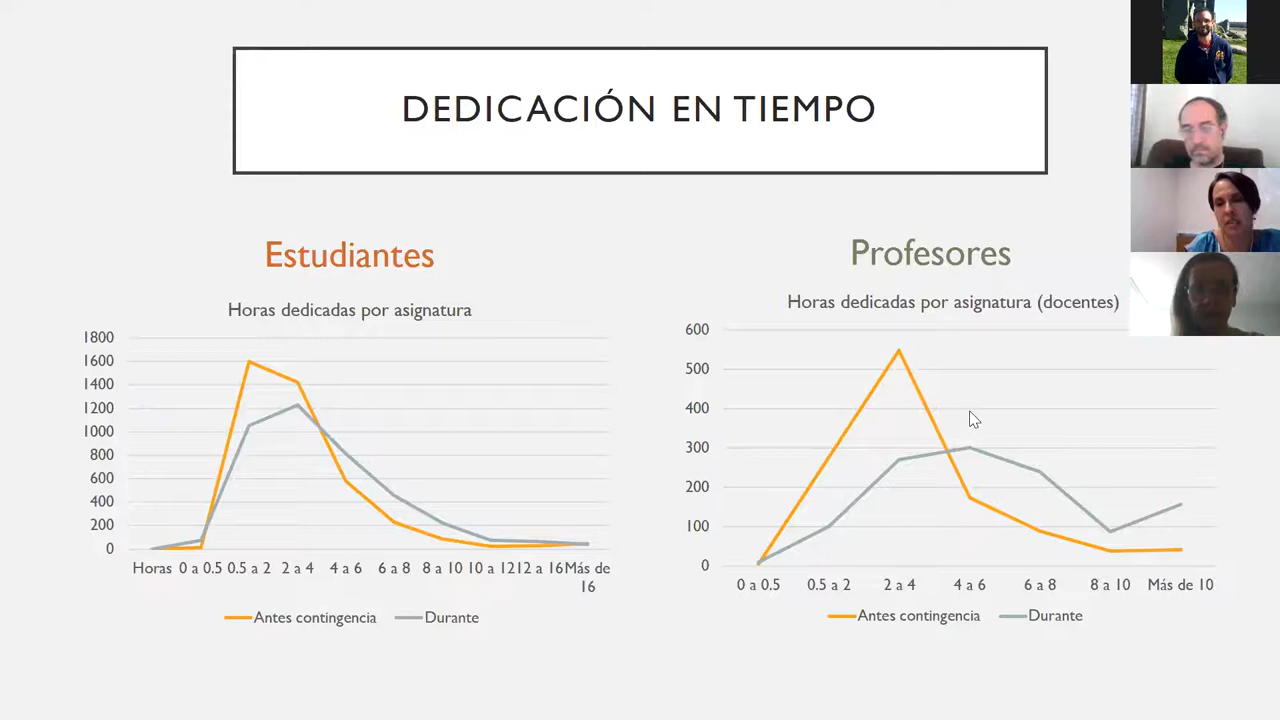 DEDICACIÓN EN TIEMPO
Estudiantes
Horas dedicadas por asignatura
1800
1600
1400
1200
1000
800
600
400
200
0
Horas 0 a 0.5 0.5 a 2 2 a 4 4 a 6 6 a 8 8 a 10 10 a 12 12 a 16 Más de
16
Antes contingencia Durante
Profesores
Horas dedicadas por asignatura (docentes)
600
500
400
300
200
100
0
0 a 0.5 0.5 a 2 2 a 4 4 a 6 6 a 8 8 a 10 Más de 10
Antes contingencia Durante